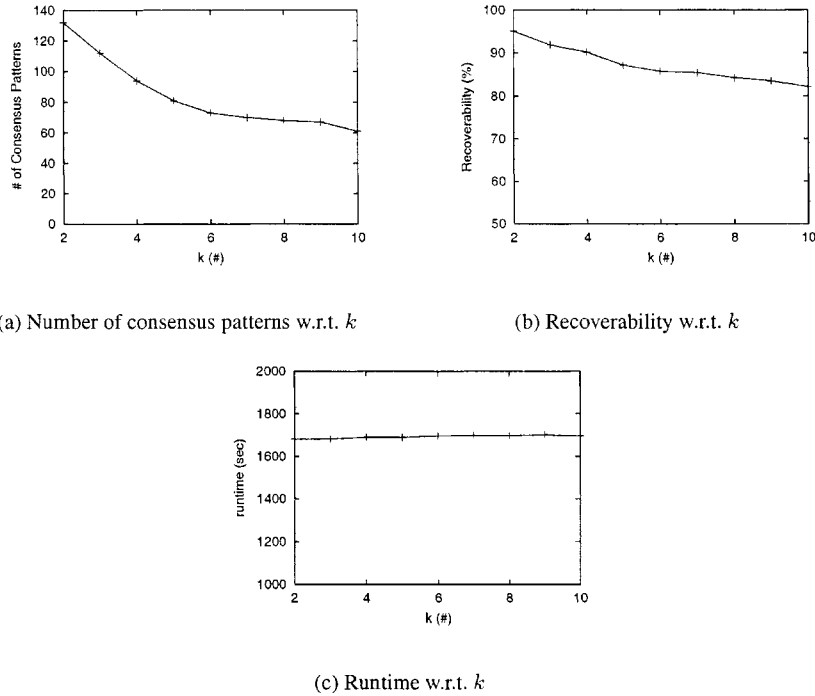 # of Consensus Patterns
140
120
100
80
60
40
20
0
2 4 6 8 10
k (#)
Recoverability (%)
100
90
80
70
60
50
2 4 6 8 10
k (#)
(a) Number of consensus patterns w.r.t. k
(b) Recoverability w.r.t. k
runtime (sec)
2000
1800
1600
1400
1200
1000
2 4 6 8 10
k (#)
(c) Runtime w.r.t. k